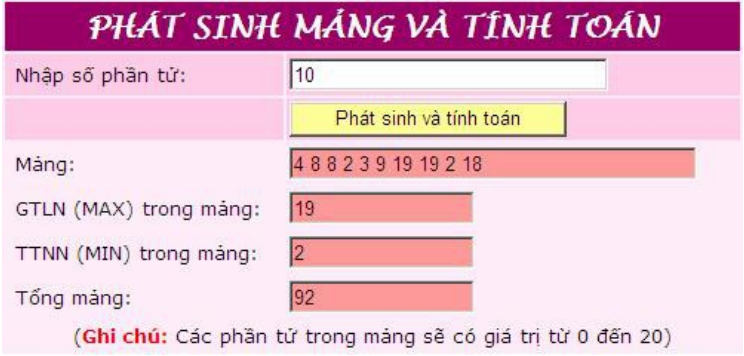 PHÁT SINH MẢNG VÀ TÍNH TOÁN
Nhập số phần tử: 10
Phát sinh và tính toán
Mảng: 4 8 8 2 3 9 19 19 2 18
GTLN (MAX) trong mảng: 19
TTNN (MIN) trong mảng: 2
Tổng mảng: 92
(Ghi chú: Các phần tử trong mảng sẽ có giá trị từ 0 đến 20)